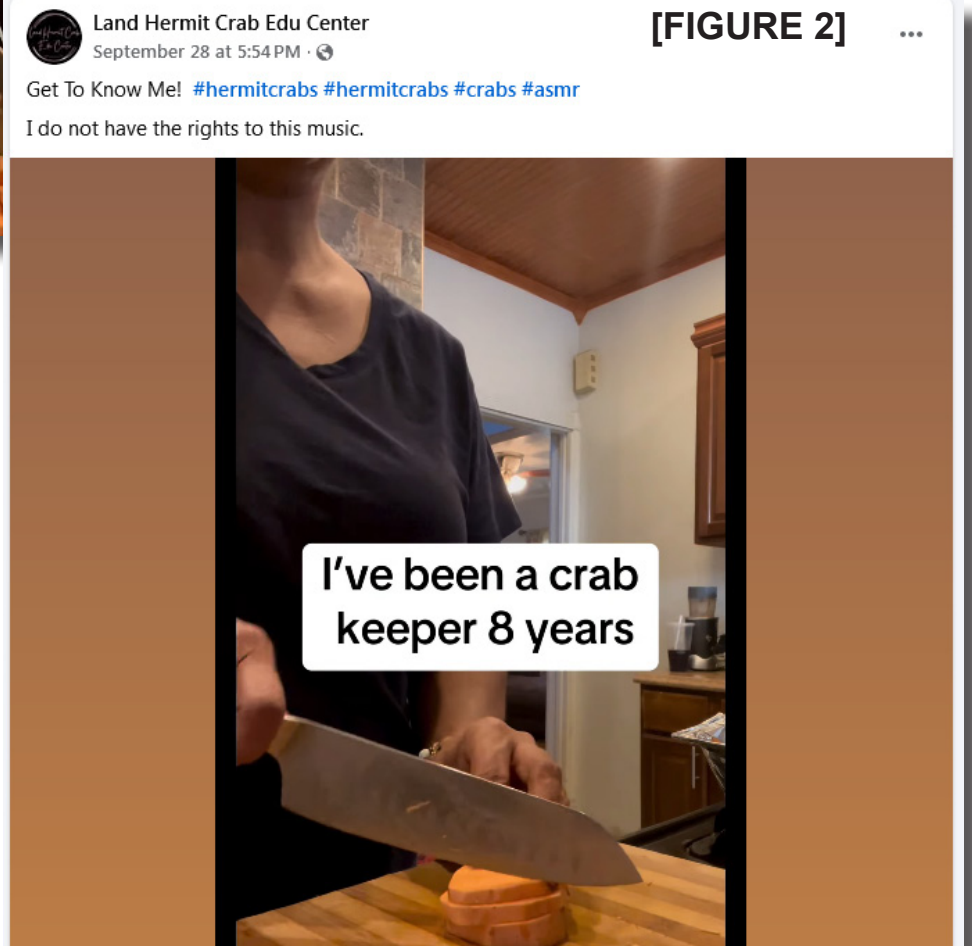 Land Hermit Crab Edu Center
[FIGURE 2]
September 28 at 5:54 PM ·
Get To Know Me! #hermitcrabs #hermitcrabs #crabs #asmr
I do not have the rights to this music.
I've been a crab
keeper 8 years